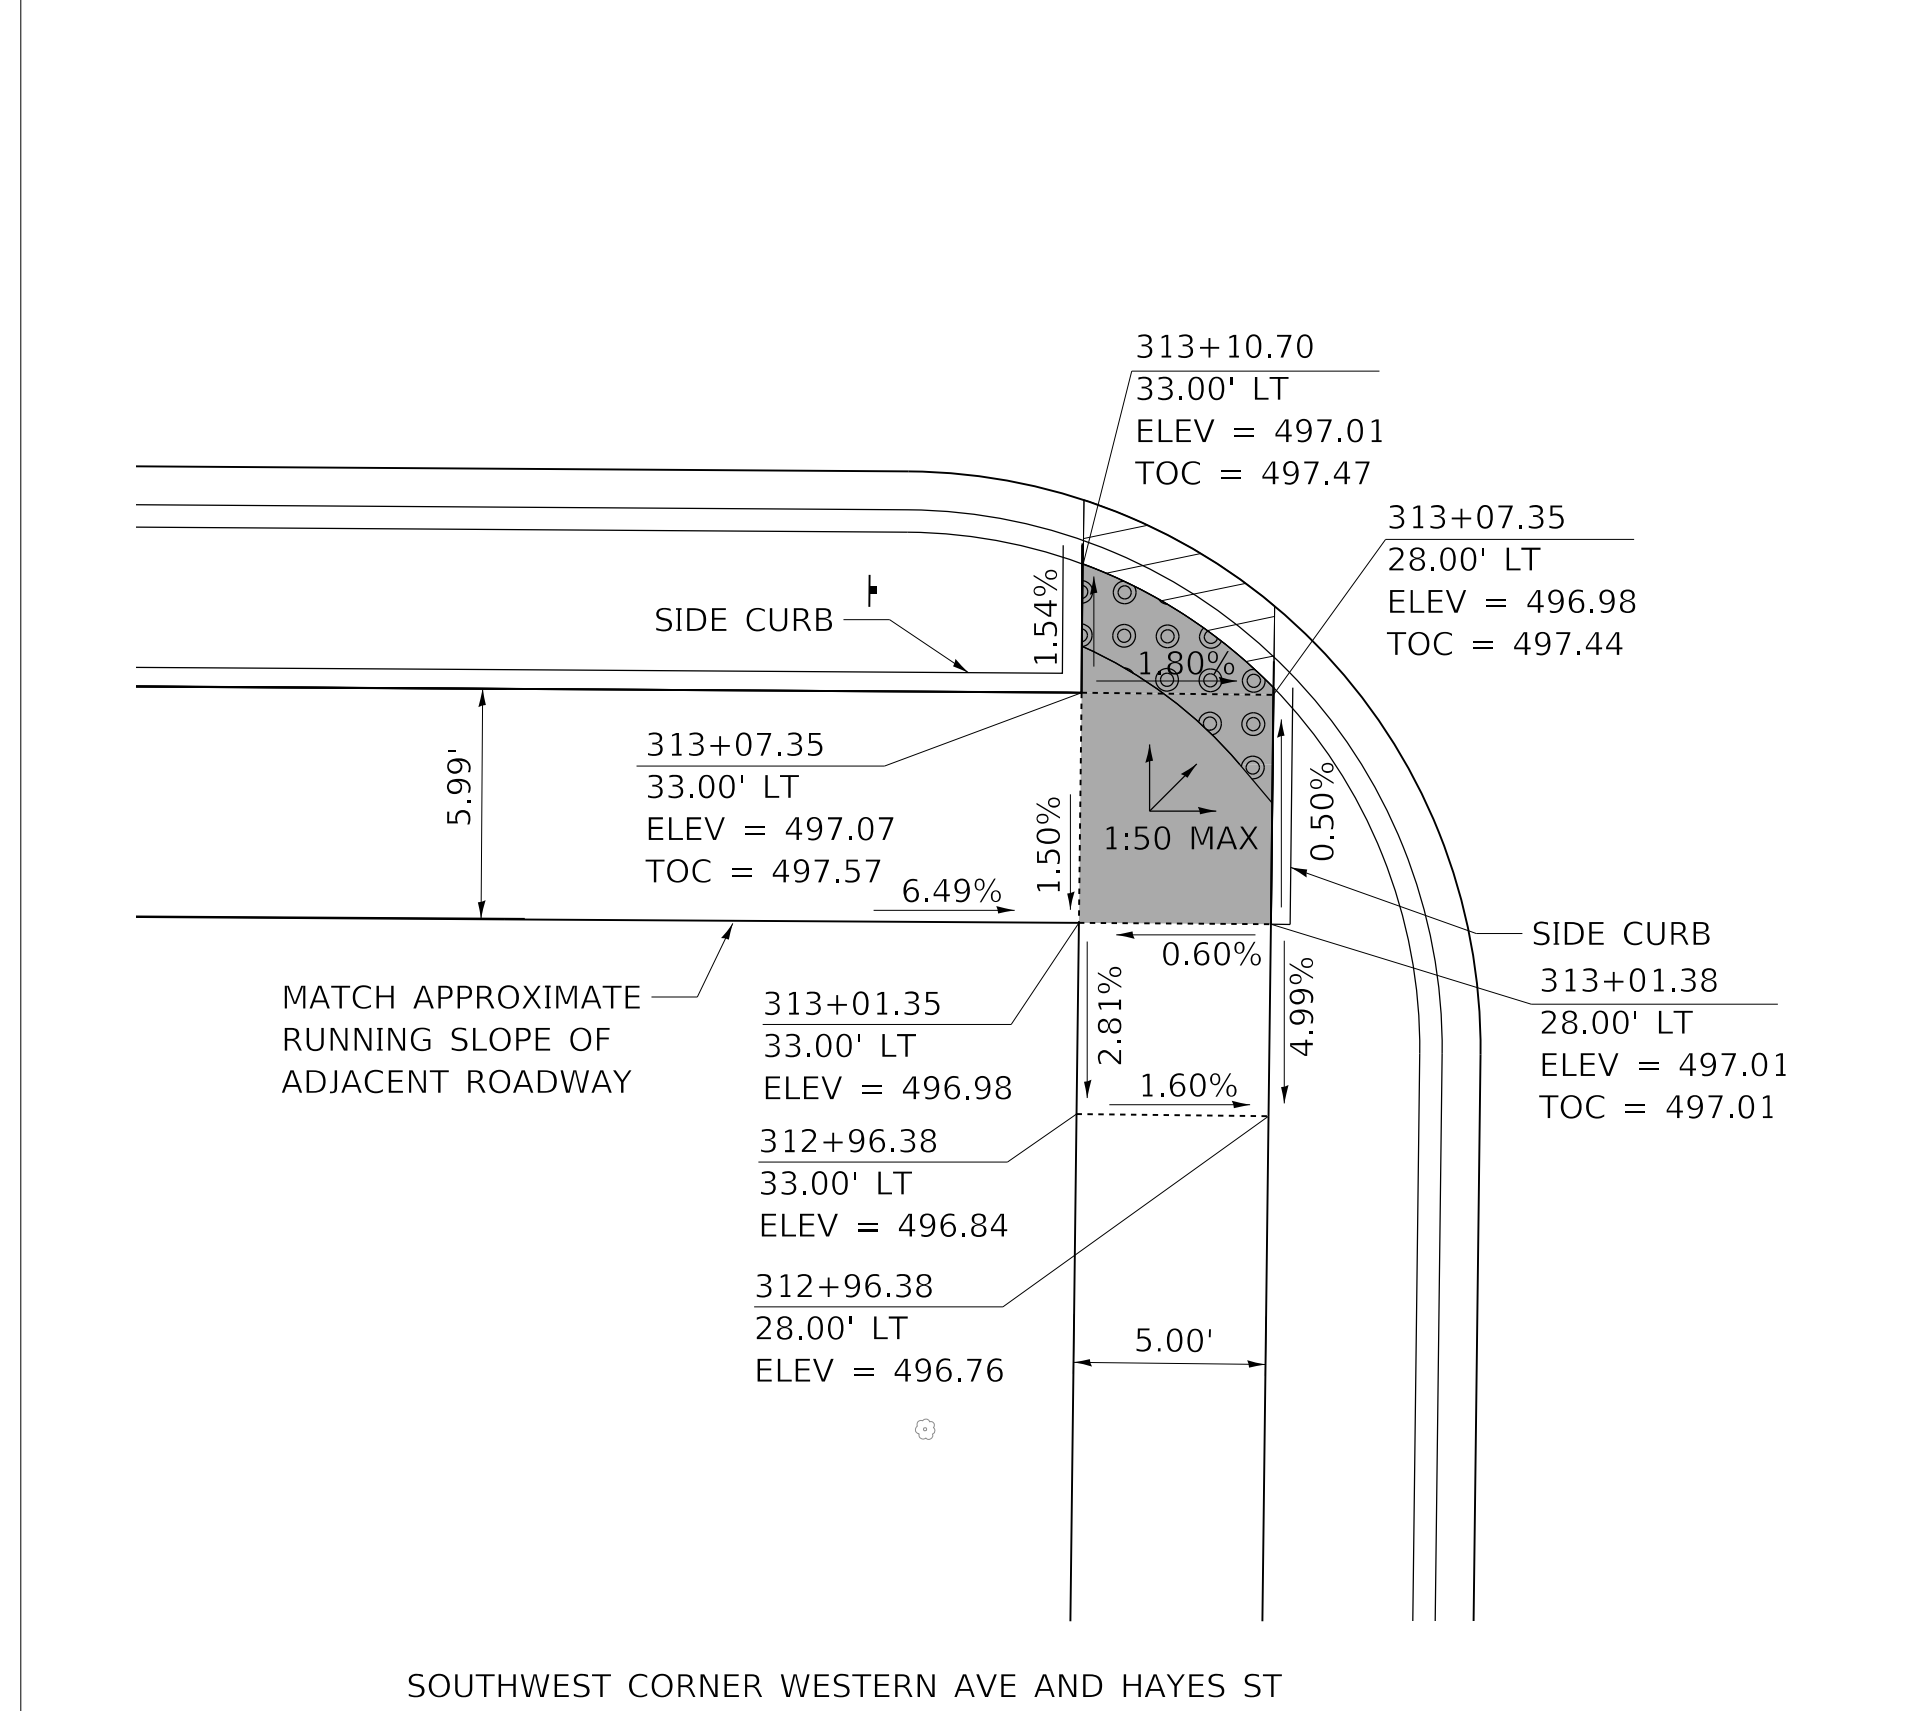 313+10.70
33.00' LT
ELEV = 497.01
TOC = 497.47
313+07.35
28.00' LT
ELEV = 496.98
TOC = 497.44
1.54%
SIDE CURB
1.80%
313+07.35
33.00' LT
ELEV = 497.07
TOC = 497.57
5.99'
1.50%
1:50 MAX
0.50%
6.49%
SIDE CURB
0.60%
MATCH APPROXIMATE
RUNNING SLOPE OF
ADJACENT ROADWAY
313+01.35
33.00' LT
ELEV = 496.98
2.81%
4.99%
313+01.38
28.00' LT
ELEV = 497.01
TOC = 497.01
1.60%
312+96.38
33.00' LT
ELEV = 496.84
312+96.38
28.00' LT
ELEV = 496.76
5.00'
SOUTHWEST CORNER WESTERN AVE AND HAYES ST